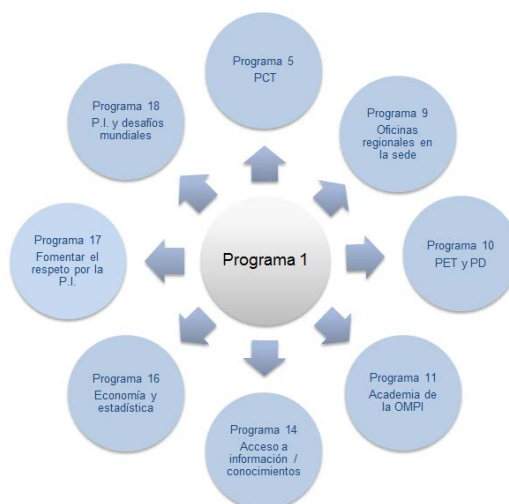 Programa 5
PCT
Programa 9
Oficinas
regionales en
la sede
Programa 10
PET y PD
Programa 11
Academia de
la OMPI
Programa 14
Acceso a
información /
conocimientos
Programa 16
Economía y
estadística
Programa 17
Fomentar el
respeto por la
P.I.
Programa 18
P.I. y desafíos
mundiales
Programa 1